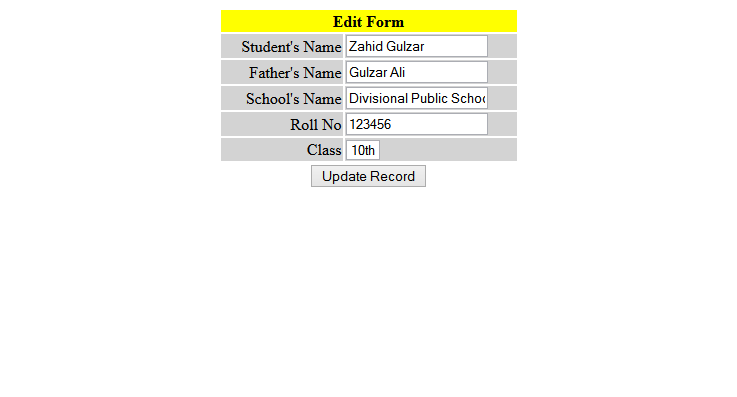 Edit Form
Student's Name Zahid Gulzar
Father's Name Gulzar Ali
School's Name Divisional Public Schoo
Roll No 123456
Class 10th
Update Record